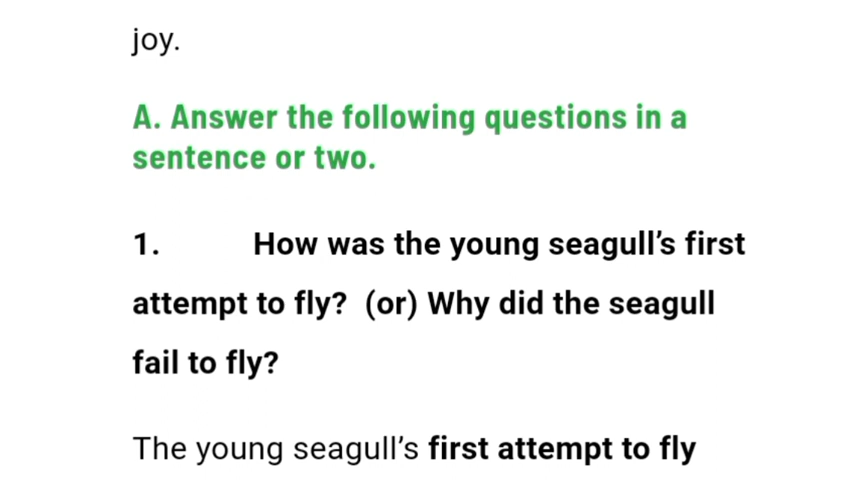 joy.
A. Answer the following questions in a
sentence or two.
1. How was the young seagull’s first
attempt to fly? (or) Why did the seagull
fail to fly?
The young seagull’s first attempt to fly